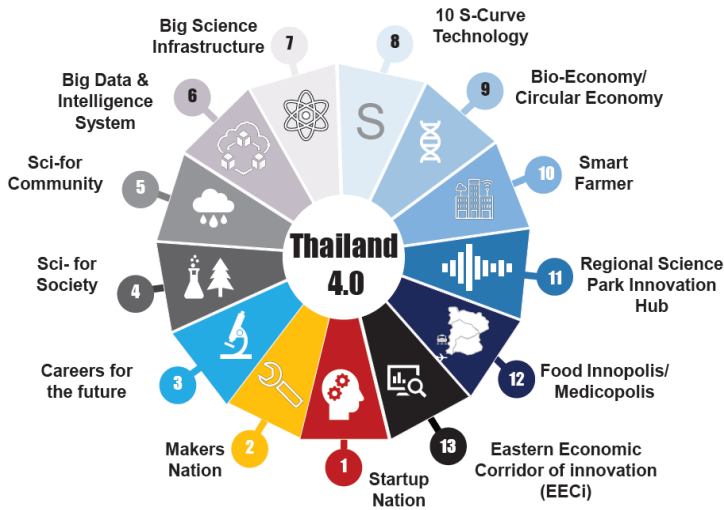 Thailand
4.0
1
Startup
Nation
2
Makers
Nation
3
Careers for
the future
4
Sci- for
Society
5
Sci-for
Community
6
Big Data &
Intelligence
System
7
Big Science
Infrastructure
8
10 S-Curve
Technology
S
9
Bio-Economy/
Circular Economy
10
Smart
Farmer
11
Regional Science
Park Innovation
Hub
12
Food Innopolis/
Medicopolis
13
Eastern Economic
Corridor of innovation
(EECi)